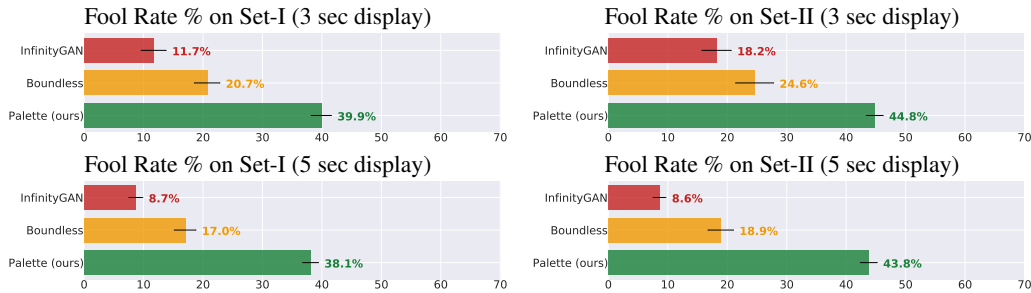 Fool Rate % on Set-I (3 sec display)
InfinityGAN 11.7%
Boundless 20.7%
Palette (ours) 39.9%
0 10 20 30 40 50 60 70
Fool Rate % on Set-II (3 sec display)
InfinityGAN 18.2%
Boundless 24.6%
Palette (ours) 44.8%
0 10 20 30 40 50 60 70
Fool Rate % on Set-I (5 sec display)
InfinityGAN 8.7%
Boundless 17.0%
Palette (ours) 38.1%
0 10 20 30 40 50 60 70
Fool Rate % on Set-II (5 sec display)
InfinityGAN 8.6%
Boundless 18.9%
Palette (ours) 43.8%
0 10 20 30 40 50 60 70